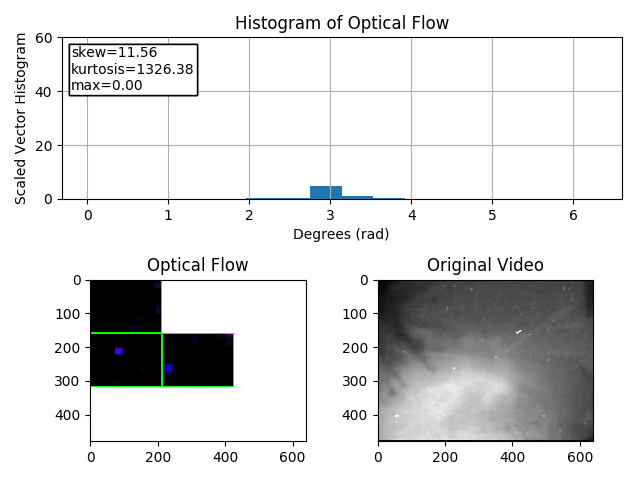 Histogram of Optical Flow
60
40
20
0
Scaled Vector Histogram
skew=11.56
kurtosis=1326.38
max=0.00
0 1 2 3 4 5 6
Degrees (rad)
Optical Flow
0
100
200
300
400
0 200 400 600
Original Video
0
100
200
300
400
0 200 400 600